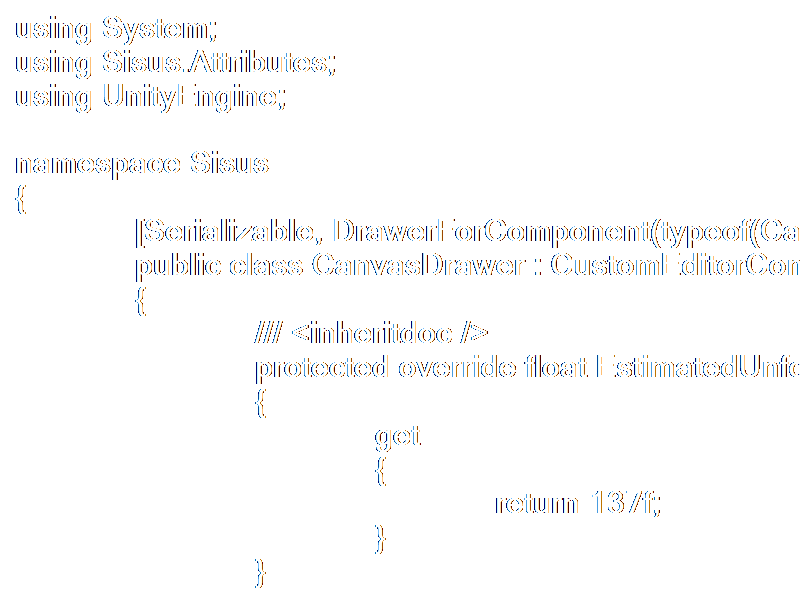 using System;
using Sisus.Attributes;
using UnityEngine;

namespace Sisus
{
[Serializable, DrawerForComponent(typeof(Ca
public class CanvasDrawer : CustomEditorCom
{
//// <inheritdoc />
protected override float EstimatedUnfo
{
get
{
return 137f;
}
}